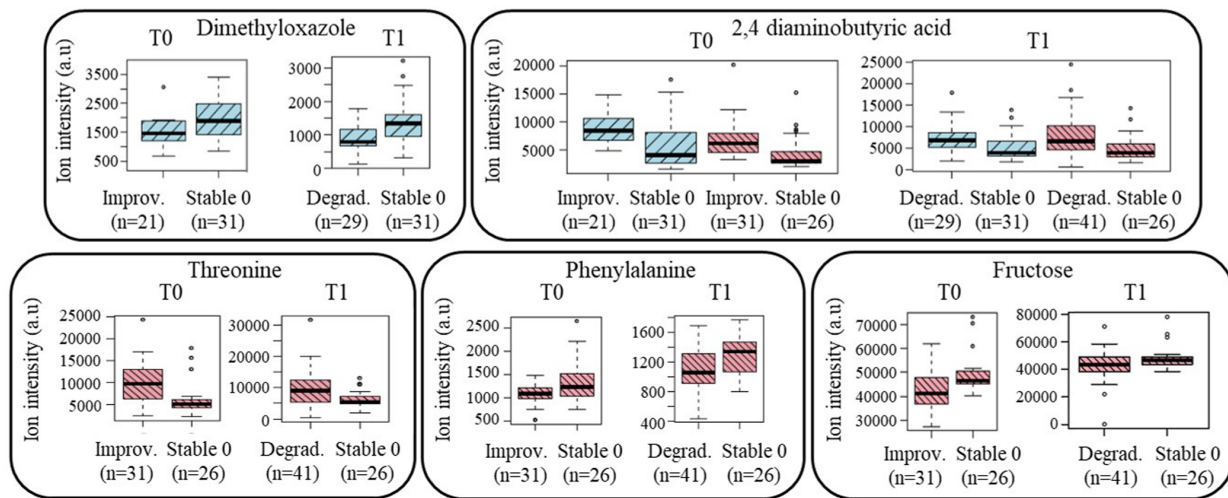 Dimethyloxazole
T0 T1
Ion intensity (a.u)
3500
2500
1500
500
Improv. Stable 0
(n=21) (n=31)
3000
2000
1000
0
Degrad. Stable 0
(n=29) (n=31)
2,4 diaminobutyric acid
T0 T1
Ion intensity (a.u)
20000
15000
10000
5000
Improv. Stable 0 Improv. Stable 0
(n=21) (n=31) (n=31) (n=26)
25000
20000
15000
10000
5000
0
Degrad. Stable 0 Degrad. Stable 0
(n=29) (n=31) (n=41) (n=26)
Threonine
T0 T1
Ion intensity (a.u)
25000
20000
15000
10000
5000
Improv. Stable 0
(n=31) (n=26)
30000
20000
10000
0
Degrad. Stable 0
(n=41) (n=26)
Phenylalanine
T0 T1
Ion intensity (a.u)
2500
2000
1500
1000
500
Improv. Stable 0
(n=31) (n=26)
1600
1200
800
400
Degrad. Stable 0
(n=41) (n=26)
Fructose
T0 T1
Ion intensity (a.u)
70000
60000
50000
40000
30000
Improv. Stable 0
(n=31) (n=26)
80000
60000
40000
20000
0
Degrad. Stable 0
(n=41) (n=26)